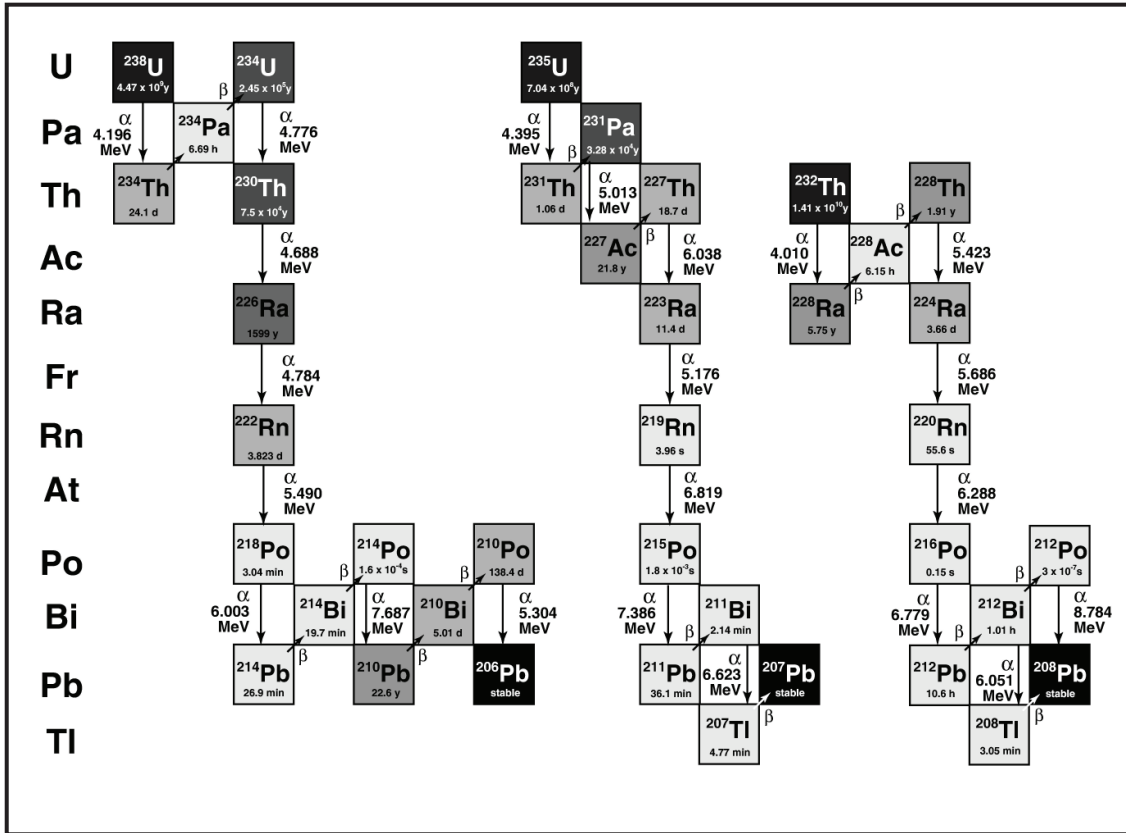 U
Pa
Th
Ac
Ra
Fr
Rn
At
Po
Bi
Pb
Tl
²³⁸U
4.47 x 10⁹y
α
4.196
MeV
²³⁴Th
24.1 d
²³⁴Pa
6.69 h
β
²³⁴U
2.45 x 10⁵y
α
4.776
MeV
²³⁰Th
7.5 x 10⁴y
α
4.688
MeV
²²⁶Ra
1599 y
α
4.784
MeV
²²²Rn
3.823 d
α
5.490
MeV
²¹⁸Po
3.04 min
α
6.003
MeV
²¹⁴Pb
26.9 min
β
²¹⁴Bi
19.7 min
β
²¹⁴Po
1.6 x 10⁻⁴s
α
7.687
MeV
²¹⁰Pb
22.6 y
β
²¹⁰Bi
5.01 d
β
²¹⁰Po
138.4 d
α
5.304
MeV
²⁰⁶Pb
stable
²³⁵U
7.04 x 10⁸y
α
4.395
MeV
²³¹Th
1.06 d
β
²³¹Pa
3.28 x 10⁴y
α
5.013
MeV
²²⁷Ac
21.8 y
β
²²⁷Th
18.7 d
α
6.038
MeV
²²³Ra
11.4 d
α
5.176
MeV
²¹⁹Rn
3.96 s
α
6.819
MeV
²¹⁵Po
1.8 x 10⁻³s
α
7.386
MeV
²¹¹Pb
36.1 min
β
²¹¹Bi
2.14 min
α
6.623
MeV
²⁰⁷Tl
4.77 min
β
²⁰⁷Pb
stable
²³²Th
1.41 x 10¹⁰y
α
4.010
MeV
²²⁸Ra
5.75 y
β
²²⁸Ac
6.15 h
β
²²⁸Th
1.91 y
α
5.423
MeV
²²⁴Ra
3.66 d
α
5.686
MeV
²²⁰Rn
55.6 s
α
6.288
MeV
²¹⁶Po
0.15 s
α
6.779
MeV
²¹²Pb
10.6 h
β
²¹²Bi
1.01 h
β
²¹²Po
3 x 10⁻⁷s
α
8.784
MeV
α
6.051
MeV
²⁰⁸Tl
3.05 min
β
²⁰⁸Pb
stable